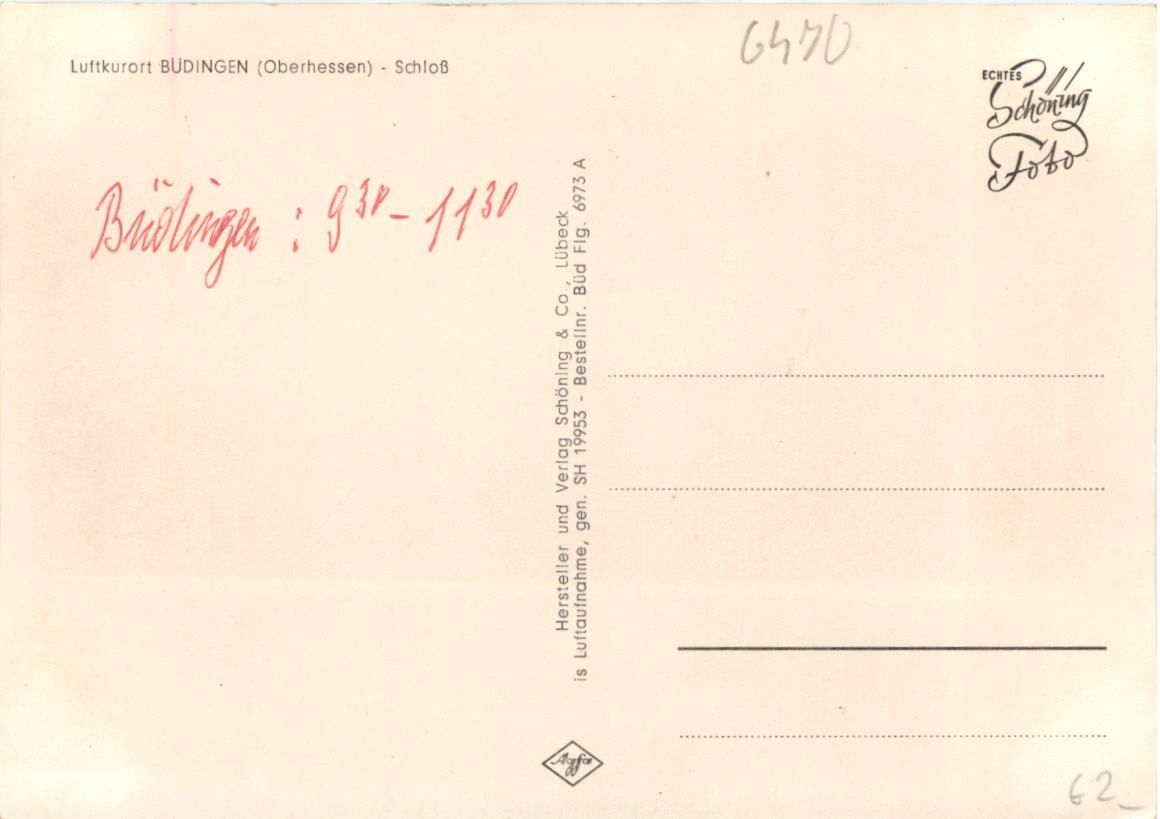 6470
Luftkurort BÜDINGEN (Oberhessen) - Schloß
ECHTES
Schöning
Foto
Büdingen : 9³⁰ - 11³⁰
Hersteller und Verlag Schöning & Co., Lübeck
is Luftaufnahme, gen. SH 19953 - Bestellnr. Büd Flg. 6973 A
Agfa
62_